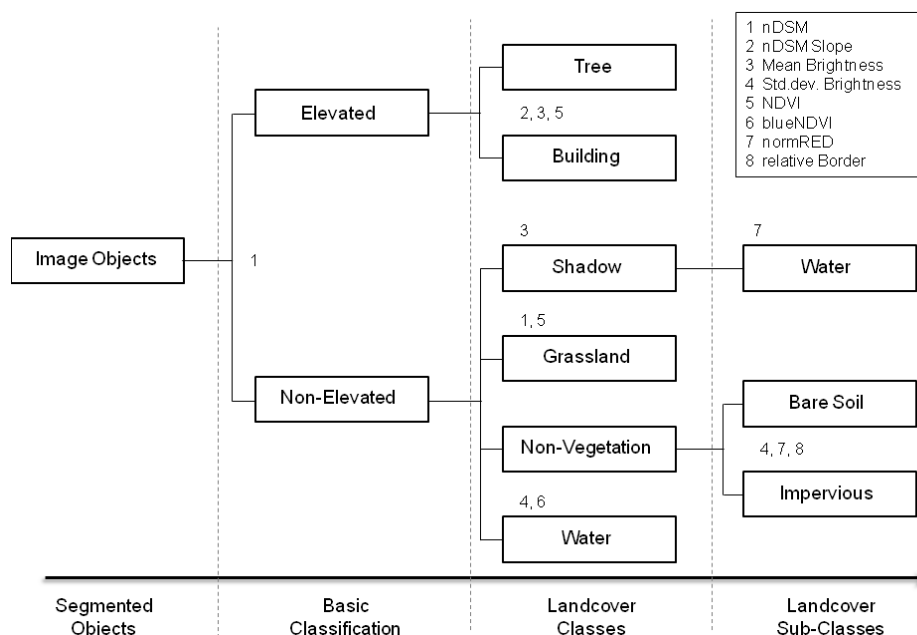 1 nDSM
2 nDSM Slope
3 Mean Brightness
4 Std.dev. Brightness
5 NDVI
6 blueNDVI
7 normRED
8 relative Border
Tree
Elevated
2, 3, 5
Building
3
7
Image Objects
1
Shadow
Water
1, 5
Grassland
Non-Elevated
Bare Soil
Non-Vegetation
4, 7, 8
4, 6
Impervious
Water
Segmented
Objects
Basic
Classification
Landcover
Classes
Landcover
Sub-Classes